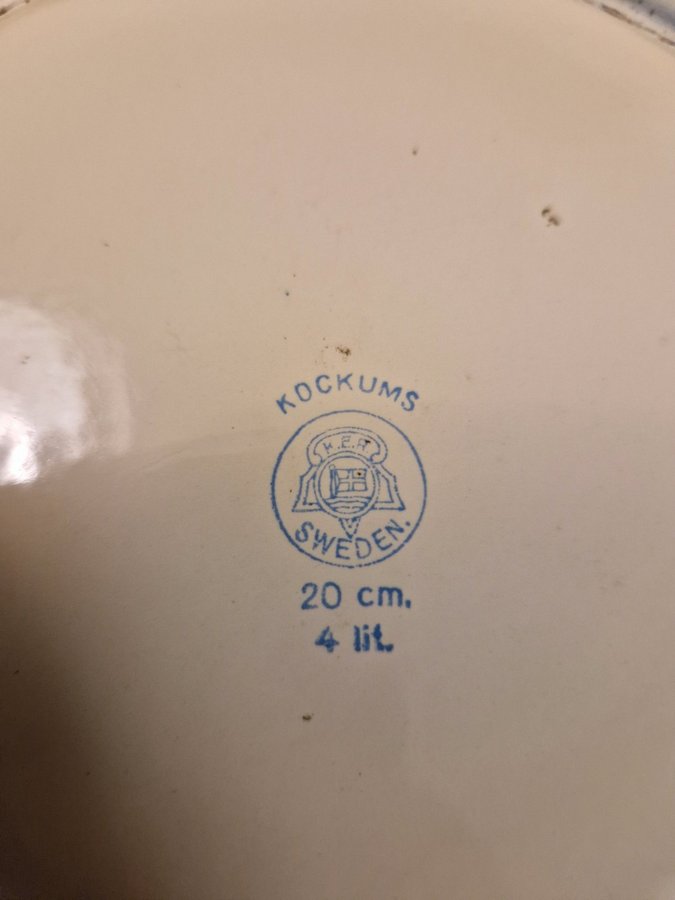 KOCKUMS
K.E.R.
SWEDEN.
20 cm.
4 lit.